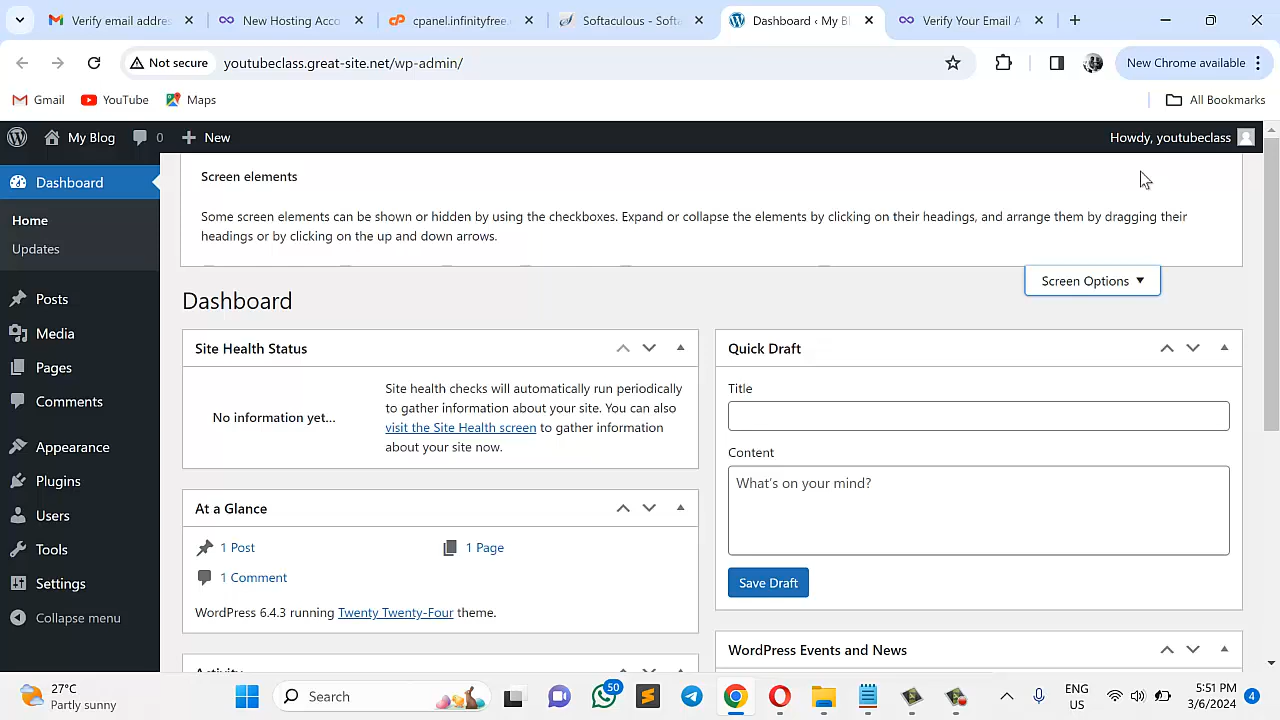 Verify email addres
New Hosting Acco
cpanel.infinityfree.
Softaculous - Softa
Dashboard ‹ My Bl
Verify Your Email A
Not secure
youtubeclass.great-site.net/wp-admin/
New Chrome available
Gmail
YouTube
Maps
All Bookmarks
My Blog
0
New
Howdy, youtubeclass
Dashboard
Home
Updates
Posts
Media
Pages
Comments
Appearance
Plugins
Users
Tools
Settings
Collapse menu
Screen elements
Some screen elements can be shown or hidden by using the checkboxes. Expand or collapse the elements by clicking on their headings, and arrange them by dragging their
headings or by clicking on the up and down arrows.
Screen Options
Dashboard
Site Health Status
No information yet...
Site health checks will automatically run periodically
to gather information about your site. You can also
visit the Site Health screen to gather information
about your site now.
At a Glance
1 Post
1 Page
1 Comment
WordPress 6.4.3 running Twenty Twenty-Four theme.
Activity
Quick Draft
Title
Content
What's on your mind?
Save Draft
WordPress Events and News
27°C
Partly sunny
Search
50
ENG
US
5:51 PM
3/6/2024
4